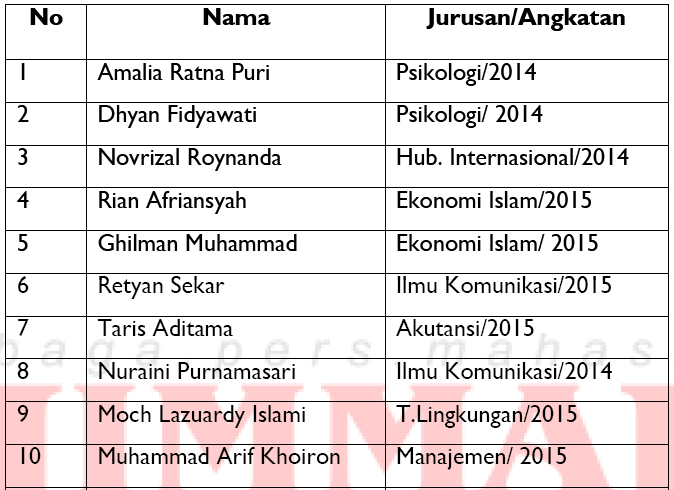 No Nama Jurusan/Angkatan
1 Amalia Ratna Puri Psikologi/2014
2 Dhyan Fidyawati Psikologi/ 2014
3 Novrizal Roynanda Hub. Internasional/2014
4 Rian Afriansyah Ekonomi Islam/2015
5 Ghilman Muhammad Ekonomi Islam/ 2015
6 Retyan Sekar Ilmu Komunikasi/2015
7 Taris Aditama Akutansi/2015
baga pers mahas
8 Nuraini Purnamasari Ilmu Komunikasi/2014
9 Moch Lazuardy Islami T.Lingkungan/2015
10 Muhammad Arif Khoiron Manajemen/ 2015